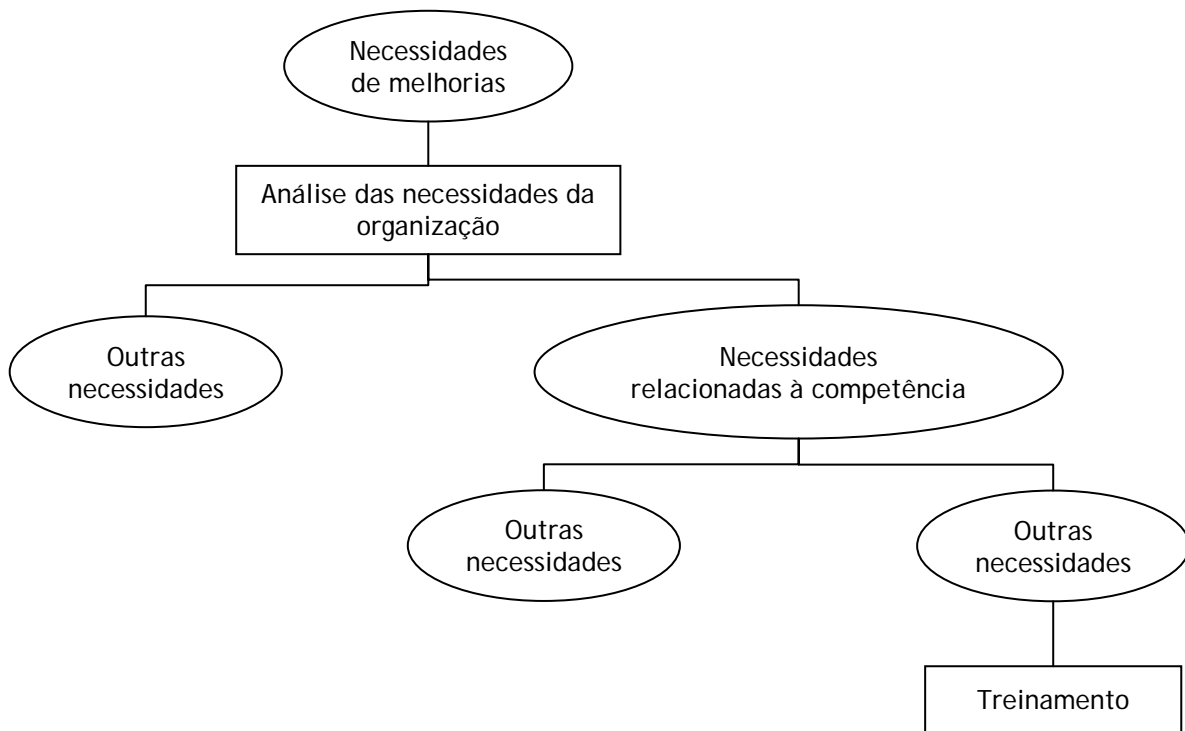 Necessidades
de melhorias
Análise das necessidades da
organização
Outras
necessidades
Necessidades
relacionadas à competência
Outras
necessidades
Outras
necessidades
Treinamento